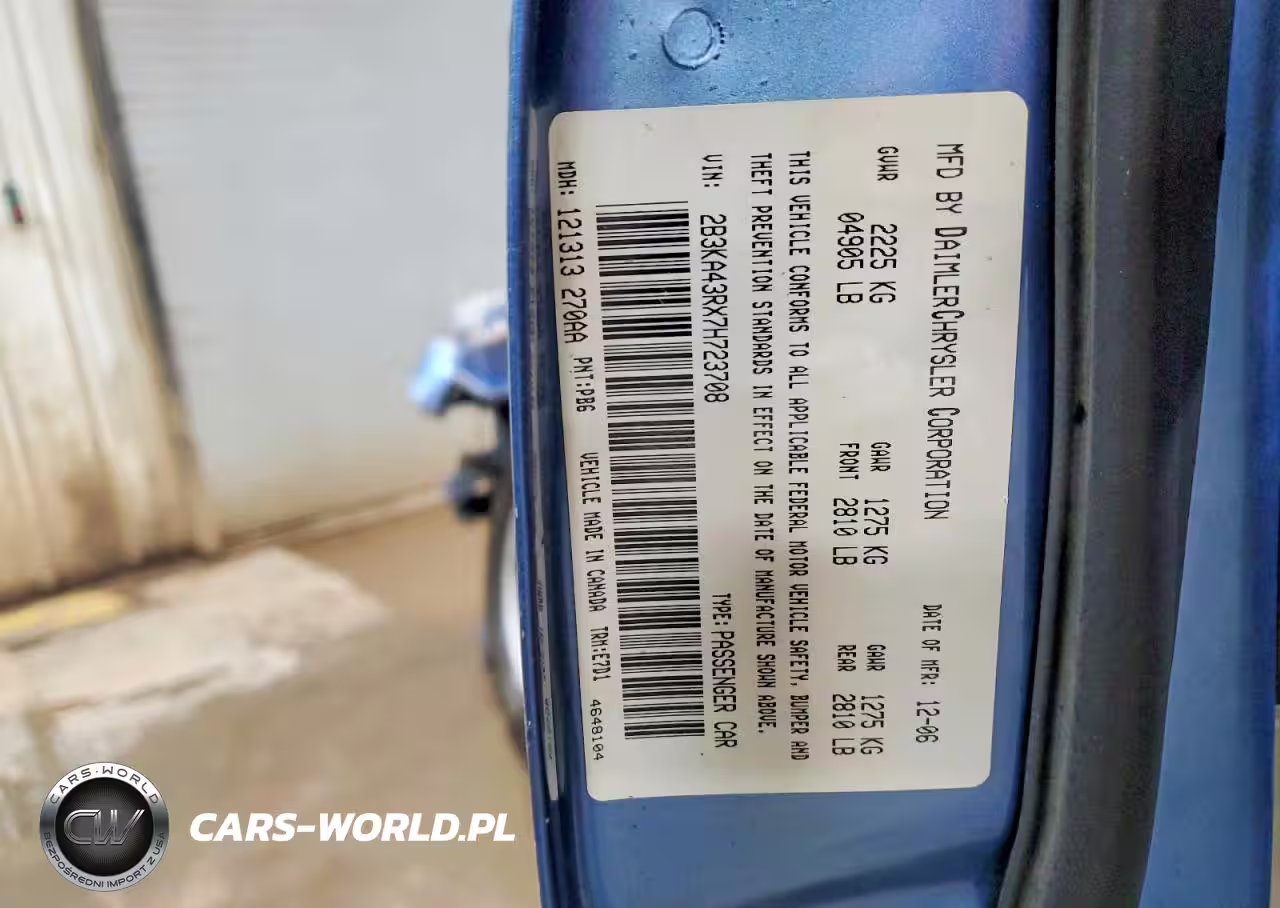 MFD BY DAIMLERCHRYSLER CORPORATION
DATE OF MFR: 12-06
GVWR 2225 KG
04905 LB
GAWR 1275 KG
FRONT 2810 LB
GAWR 1275 KG
REAR 2810 LB
THIS VEHICLE CONFORMS TO ALL APPLICABLE FEDERAL MOTOR VEHICLE SAFETY, BUMPER AND
THEFT PREVENTION STANDARDS IN EFFECT ON THE DATE OF MANUFACTURE SHOWN ABOVE.
VIN: 2B3KA43RX7H723708 TYPE: PASSENGER CAR
MDH: 121313 270AA PNT:PB6 VEHICLE MADE IN CANADA TRM:E7D1 4648104
CARS-WORLD
CW
BEZPOŚREDNI IMPORT Z USA
CARS-WORLD.PL